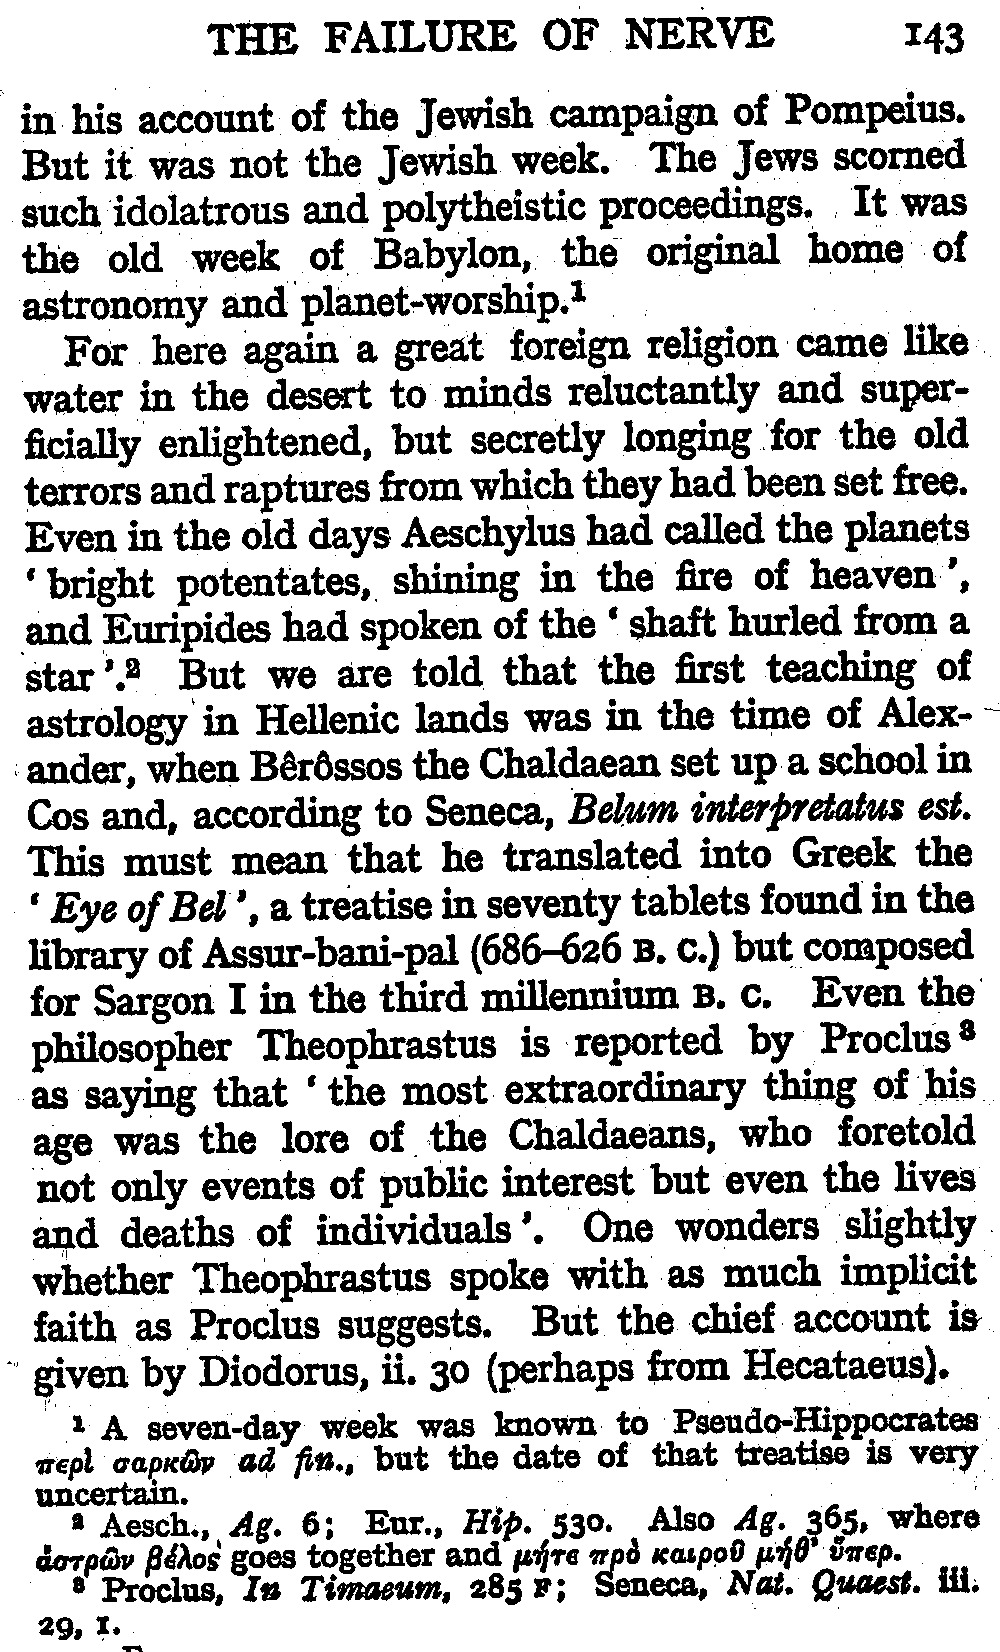 THE FAILURE OF NERVE 143
in his account of the Jewish campaign of Pompeius.
But it was not the Jewish week. The Jews scorned
such idolatrous and polytheistic proceedings. It was
the old week of Babylon, the original home of
astronomy and planet-worship.¹
For here again a great foreign religion came like
water in the desert to minds reluctantly and super-
ficially enlightened, but secretly longing for the old
terrors and raptures from which they had been set free.
Even in the old days Aeschylus had called the planets
‘ bright potentates, shining in the fire of heaven ’,
and Euripides had spoken of the ‘ shaft hurled from a
star ’.² But we are told that the first teaching of
astrology in Hellenic lands was in the time of Alex-
ander, when Bêrôssos the Chaldaean set up a school in
Cos and, according to Seneca, Belum interpretatus est.
This must mean that he translated into Greek the
‘ Eye of Bel ’, a treatise in seventy tablets found in the
library of Assur-bani-pal (686–626 B. C.) but composed
for Sargon I in the third millennium B. C. Even the
philosopher Theophrastus is reported by Proclus ³
as saying that ‘ the most extraordinary thing of his
age was the lore of the Chaldaeans, who foretold
not only events of public interest but even the lives
and deaths of individuals ’. One wonders slightly
whether Theophrastus spoke with as much implicit
faith as Proclus suggests. But the chief account is
given by Diodorus, ii. 30 (perhaps from Hecataeus).
¹ A seven-day week was known to Pseudo-Hippocrates
περὶ σαρκῶν ad fin., but the date of that treatise is very
uncertain.
² Aesch., Ag. 6; Eur., Hip. 530. Also Ag. 365, where
ἀστρῶν βέλος goes together and μήτε πρὸ καιροῦ μήθ’ ὕπερ.
³ Proclus, In Timaeum, 285 F; Seneca, Nat. Quaest. iii.
29, 1.